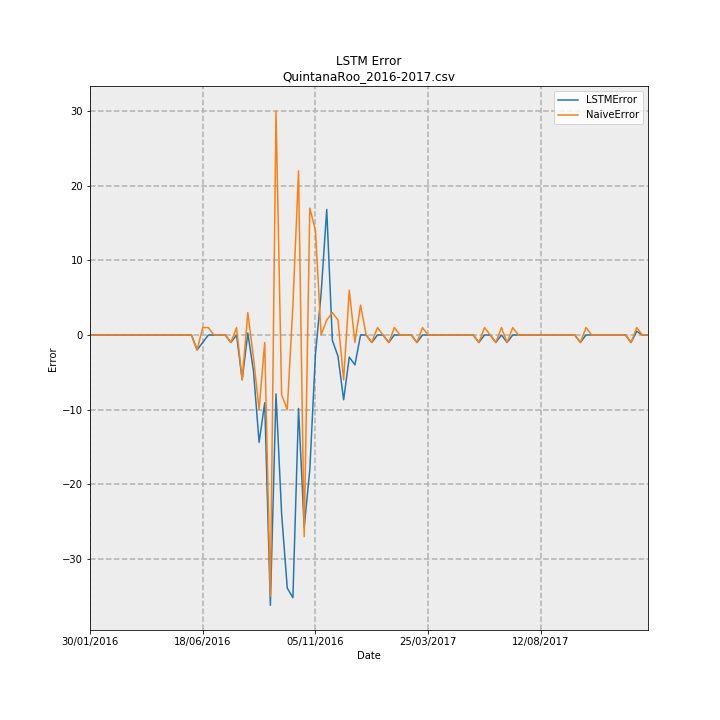 LSTM Error
QuintanaRoo_2016-2017.csv
LSTMError
NaiveError
30
20
10
0
−10
−20
−30
Error
30/01/2016
18/06/2016
05/11/2016
25/03/2017
12/08/2017
Date